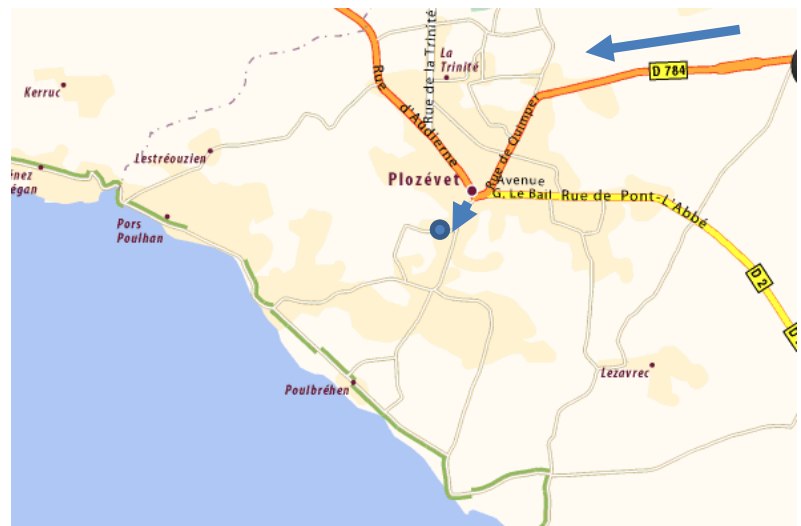 La
Trinité
Rue de la Trinité
D 784
Kerruc
Rue d'Audierne
Rue de Quimper
Lestréouzien
Plozévet
Avenue
G. Le Bail
Rue de Pont-L'Abbé
Pors
Poulhan
D 2
Lezavrec
Poulbréhen